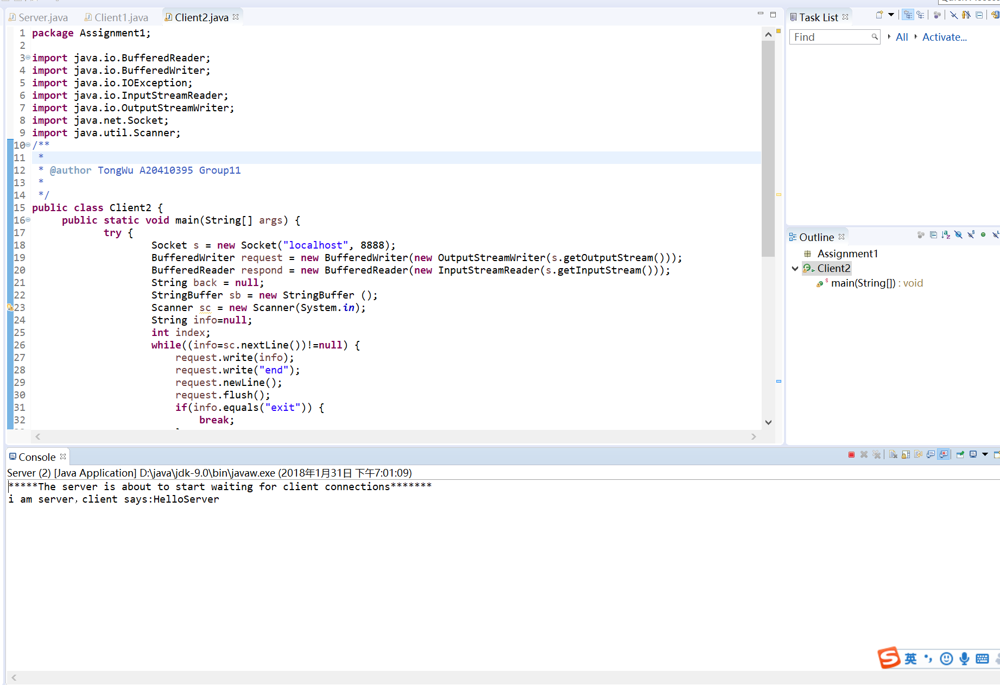 Server.java Client1.java Client2.java
1 package Assignment1;
2
3 import java.io.BufferedReader;
4 import java.io.BufferedWriter;
5 import java.io.IOException;
6 import java.io.InputStreamReader;
7 import java.io.OutputStreamWriter;
8 import java.net.Socket;
9 import java.util.Scanner;
10 /**
11 *
12 * @author TongWu A20410395 Group11
13 *
14 */
15 public class Client2 {
16 public static void main(String[] args) {
17 try {
18 Socket s = new Socket("localhost", 8888);
19 BufferedWriter request = new BufferedWriter(new OutputStreamWriter(s.getOutputStream()));
20 BufferedReader respond = new BufferedReader(new InputStreamReader(s.getInputStream()));
21 String back = null;
22 StringBuffer sb = new StringBuffer ();
23 Scanner sc = new Scanner(System.in);
24 String info=null;
25 int index;
26 while((info=sc.nextLine())!=null) {
27 request.write(info);
28 request.write("end");
29 request.newLine();
30 request.flush();
31 if(info.equals("exit")) {
32 break;
Task List
Find All Activate...
Outline
Assignment1
Client2
main(String[]) : void
Console
Server (2) [Java Application] D:\java\jdk-9.0\bin\javaw.exe (2018年1月31日 下午7:01:09)
*****The server is about to start waiting for client connections*******
i am server，client says:HelloServer
S 英